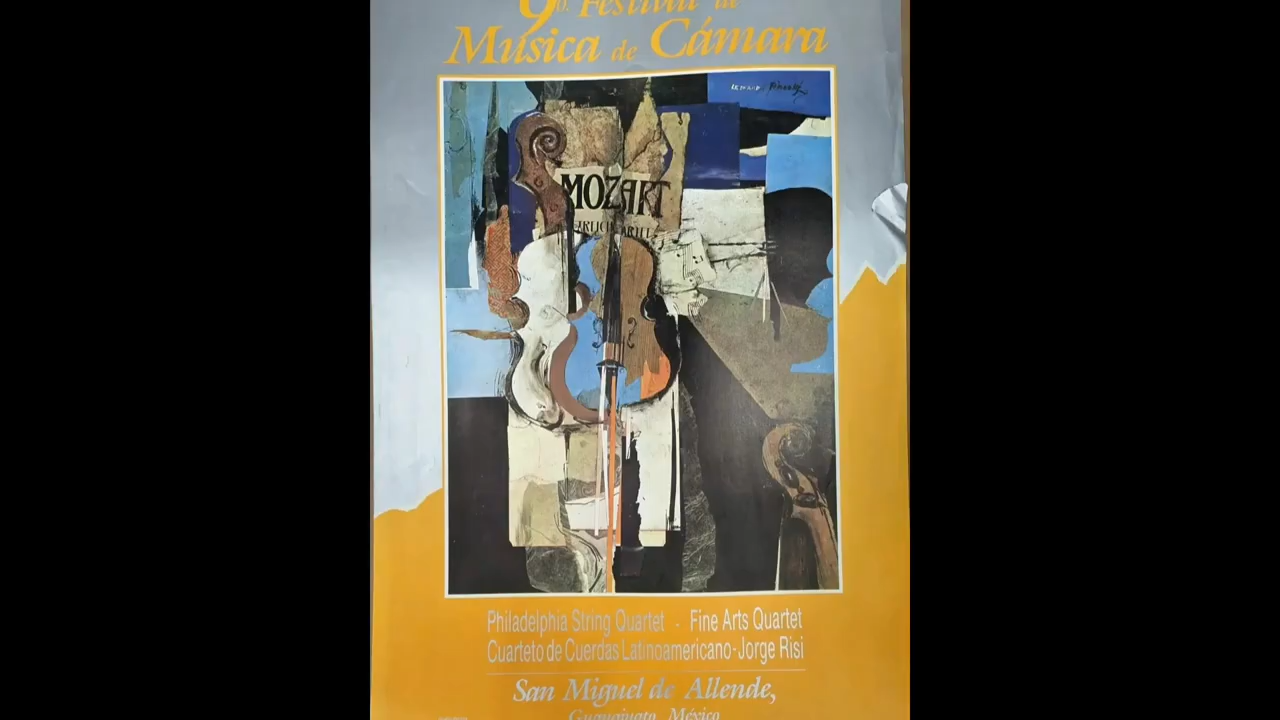 9o. Festival de
Música de Cámara
MOZART
Philadelphia String Quartet - Fine Arts Quartet
Cuarteto de Cuerdas Latinoamericano-Jorge Risi
San Miguel de Allende,
Guanajuato, México